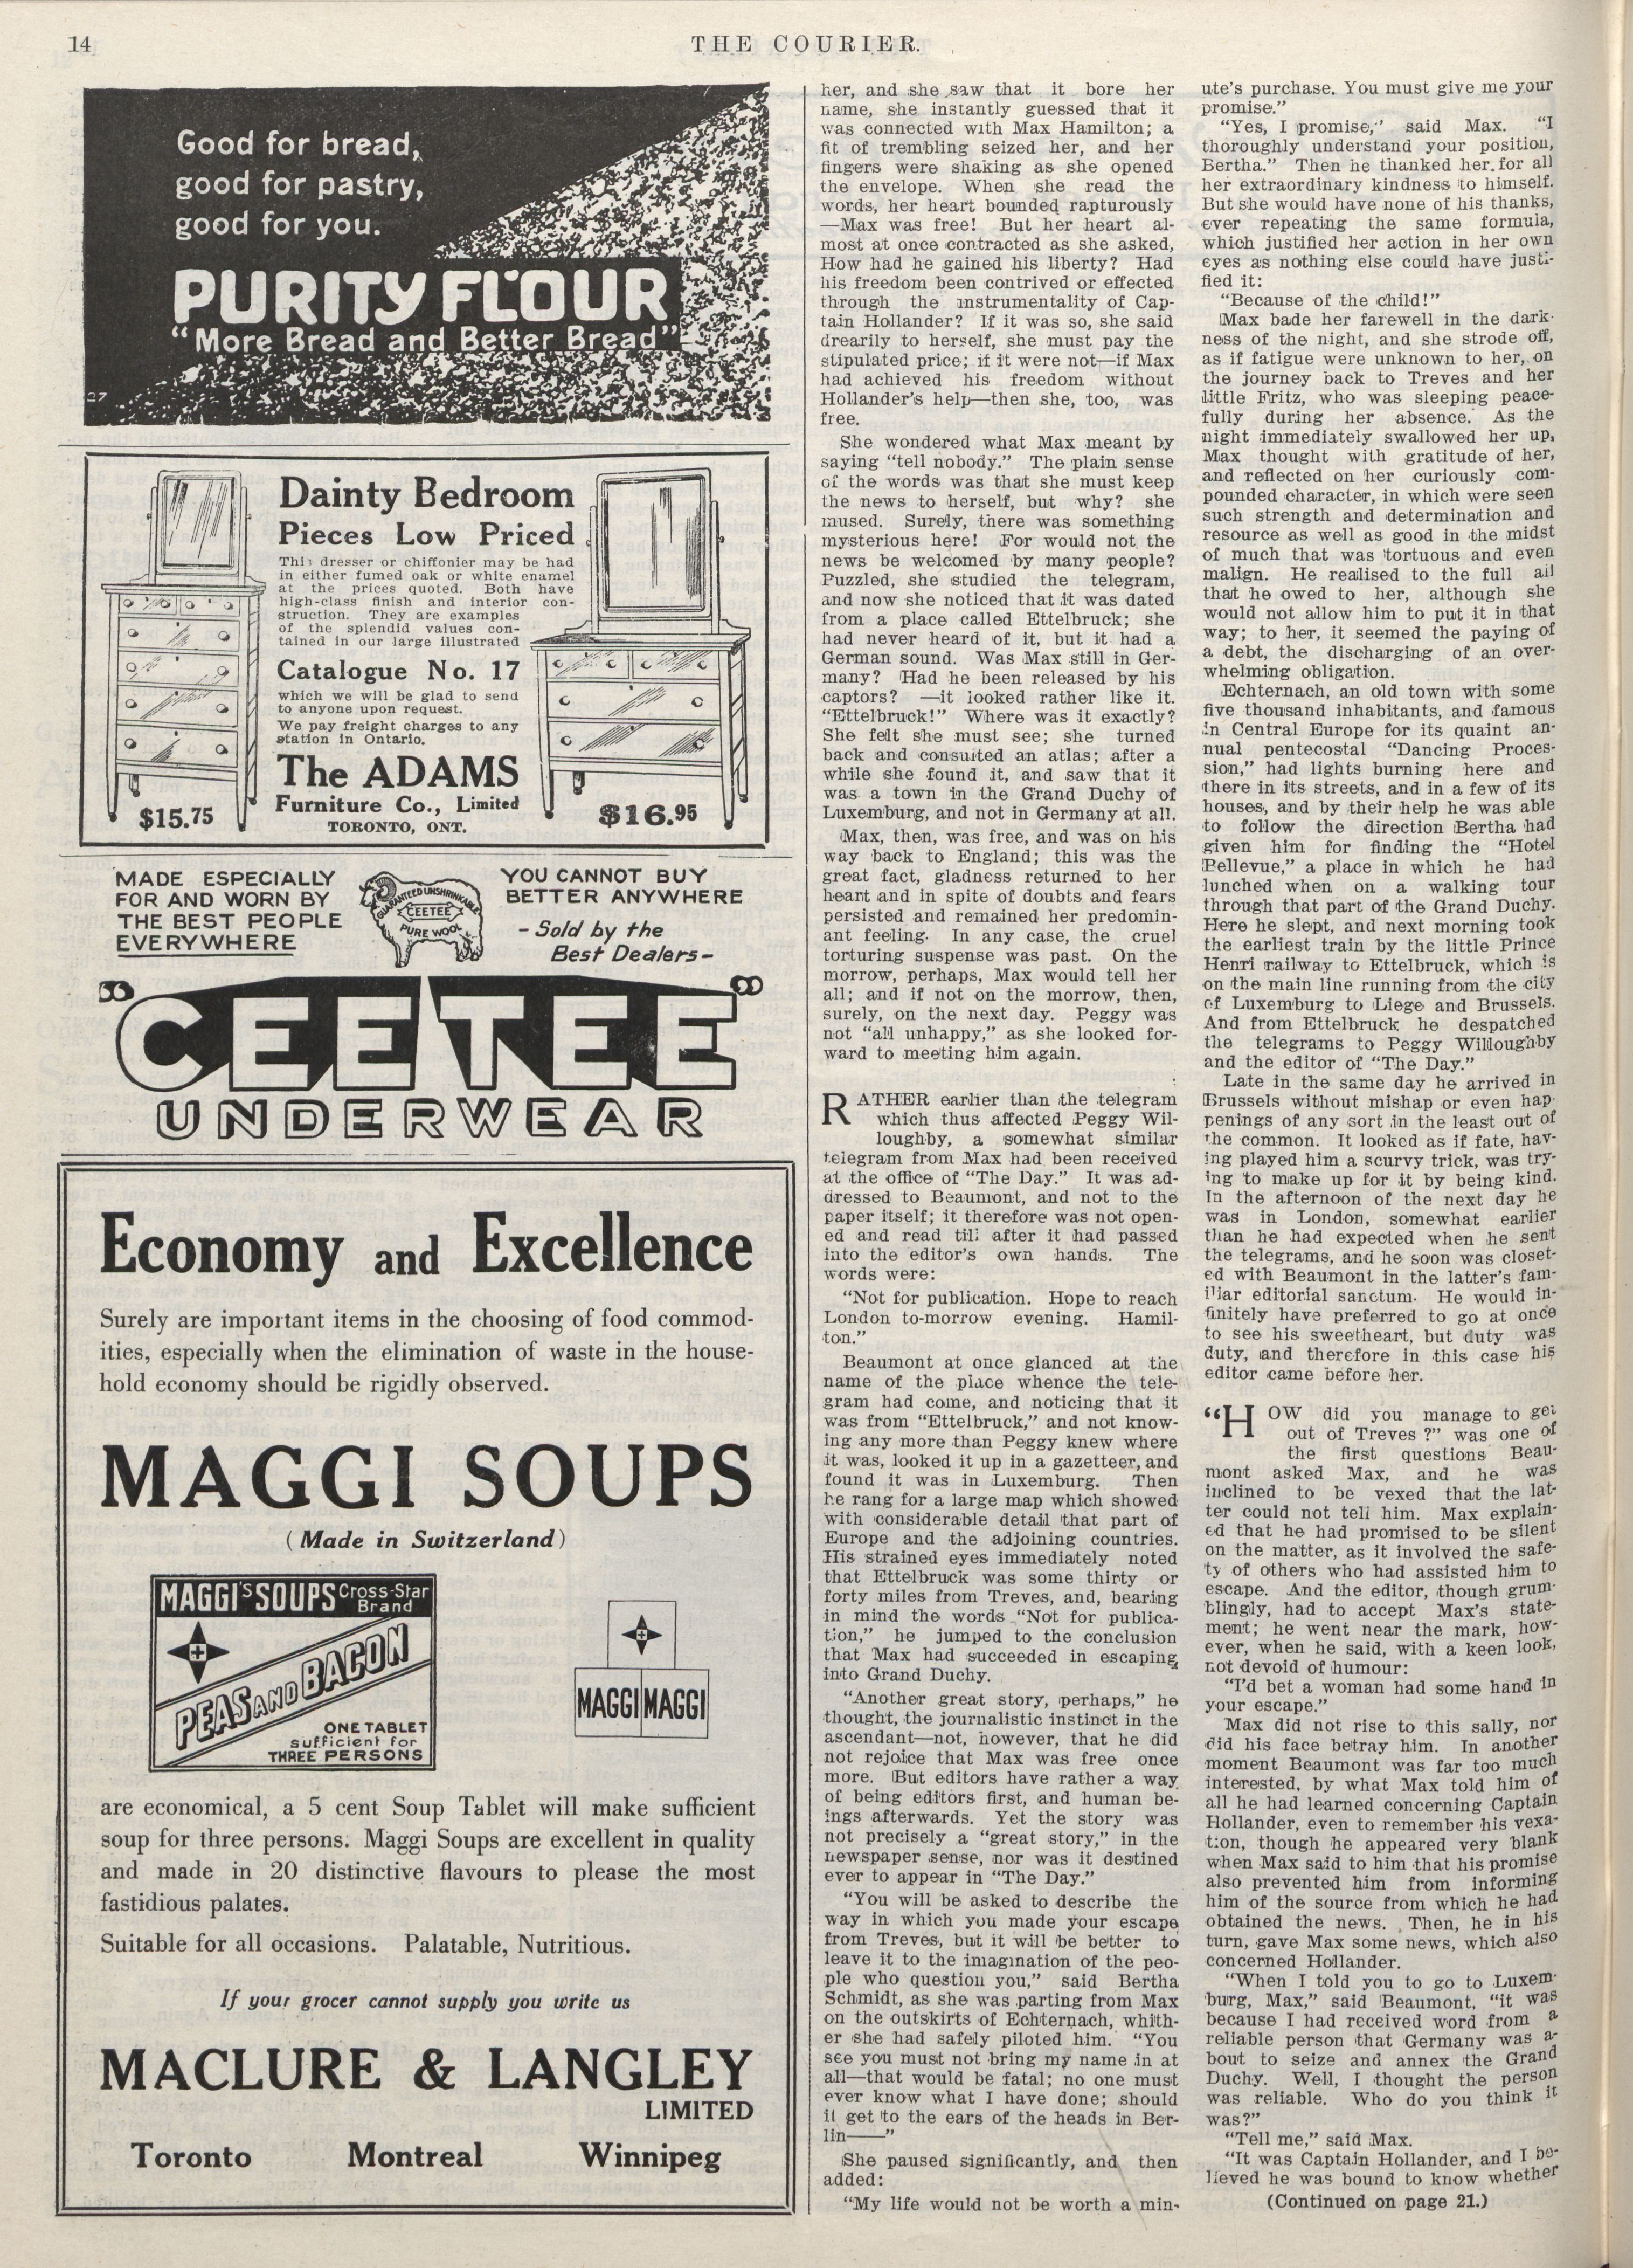 14
THE COURIER.
Good for bread,
good for pastry,
good for you.
PURITY FLOUR
"More Bread and Better Bread"
27
Dainty Bedroom
Pieces Low Priced
This dresser or chiffonier may be had
in either fumed oak or white enamel
at the prices quoted. Both have
high-class finish and interior con-
struction. They are examples
of the splendid values con-
tained in our large illustrated
Catalogue No. 17
which we will be glad to send
to anyone upon request.
We pay freight charges to any
station in Ontario.
The ADAMS
Furniture Co., Limited
TORONTO, ONT.
$15.75
$16.95
MADE ESPECIALLY
FOR AND WORN BY
THE BEST PEOPLE
EVERYWHERE
GUARANTEED UNSHRINKABLE
CEETEE
PURE WOOL
YOU CANNOT BUY
BETTER ANYWHERE
- Sold by the
Best Dealers -
"CEETEE"
UNDERWEAR
Economy and Excellence
Surely are important items in the choosing of food commod-
ities, especially when the elimination of waste in the house-
hold economy should be rigidly observed.
MAGGI SOUPS
(Made in Switzerland)
MAGGI'S SOUPS Cross-Star
Brand
PEAS AND BACON
ONE TABLET
sufficient for
THREE PERSONS
MAGGI MAGGI
are economical, a 5 cent Soup Tablet will make sufficient
soup for three persons. Maggi Soups are excellent in quality
and made in 20 distinctive flavours to please the most
fastidious palates.
Suitable for all occasions. Palatable, Nutritious.
If your grocer cannot supply you write us
MACLURE & LANGLEY
LIMITED
Toronto Montreal Winnipeg
her, and she saw that it bore her
name, she instantly guessed that it
was connected with Max Hamilton; a
fit of trembling seized her, and her
fingers were shaking as she opened
the envelope. When she read the
words, her heart bounded rapturously
—Max was free! But her heart al-
most at once contracted as she asked,
How had he gained his liberty? Had
his freedom been contrived or effected
through the instrumentality of Cap-
tain Hollander? If it was so, she said
drearily to herself, she must pay the
stipulated price; if it were not—if Max
had achieved his freedom without
Hollander's help—then she, too, was
free.
She wondered what Max meant by
saying "tell nobody." The plain sense
of the words was that she must keep
the news to herself, but why? she
mused. Surely, there was something
mysterious here! For would not the
news be welcomed by many people?
Puzzled, she studied the telegram,
and now she noticed that it was dated
from a place called Ettelbruck; she
had never heard of it, but it had a
German sound. Was Max still in Ger-
many? Had he been released by his
captors? —it looked rather like it.
"Ettelbruck!" Where was it exactly?
She felt she must see; she turned
back and consulted an atlas; after a
while she found it, and saw that it
was a town in the Grand Duchy of
Luxemburg, and not in Germany at all.
Max, then, was free, and was on his
way back to England; this was the
great fact, gladness returned to her
heart and in spite of doubts and fears
persisted and remained her predomin-
ant feeling. In any case, the cruel
torturing suspense was past. On the
morrow, perhaps, Max would tell her
all; and if not on the morrow, then,
surely, on the next day. Peggy was
not "all unhappy," as she looked for-
ward to meeting him again.
RATHER earlier than the telegram
which thus affected Peggy Wil-
loughby, a somewhat similar
telegram from Max had been received
at the office of "The Day." It was ad-
dressed to Beaumont, and not to the
paper itself; it therefore was not open-
ed and read till after it had passed
into the editor's own hands. The
words were:
"Not for publication. Hope to reach
London to-morrow evening. Hamil-
ton."
Beaumont at once glanced at the
name of the place whence the tele-
gram had come, and noticing that it
was from "Ettelbruck," and not know-
ing any more than Peggy knew where
it was, looked it up in a gazetteer, and
found it was in Luxemburg. Then
he rang for a large map which showed
with considerable detail that part of
Europe and the adjoining countries.
His strained eyes immediately noted
that Ettelbruck was some thirty or
forty miles from Treves, and, bearing
in mind the words "Not for publica-
tion," he jumped to the conclusion
that Max had succeeded in escaping
into Grand Duchy.
"Another great story, perhaps," he
thought, the journalistic instinct in the
ascendant—not, however, that he did
not rejoice that Max was free once
more. But editors have rather a way
of being editors first, and human be-
ings afterwards. Yet the story was
not precisely a "great story," in the
newspaper sense, nor was it destined
ever to appear in "The Day."
"You will be asked to describe the
way in which you made your escape
from Treves, but it will be better to
leave it to the imagination of the peo-
ple who question you," said Bertha
Schmidt, as she was parting from Max
on the outskirts of Echternach, whith-
er she had safely piloted him. "You
see you must not bring my name in at
all—that would be fatal; no one must
ever know what I have done; should
it get to the ears of the heads in Ber-
lin——"
She paused significantly, and then
added:
"My life would not be worth a min-
ute's purchase. You must give me your
promise."
"Yes, I promise," said Max. "I
thoroughly understand your position,
Bertha." Then he thanked her for all
her extraordinary kindness to himself.
But she would have none of his thanks,
ever repeating the same formula,
which justified her action in her own
eyes as nothing else could have justi-
fied it:
"Because of the child!"
Max bade her farewell in the dark-
ness of the night, and she strode off,
as if fatigue were unknown to her, on
the journey back to Treves and her
little Fritz, who was sleeping peace-
fully during her absence. As the
night immediately swallowed her up,
Max thought with gratitude of her,
and reflected on her curiously com-
pounded character, in which were seen
such strength and determination and
resource as well as good in the midst
of much that was tortuous and even
malign. He realised to the full all
that he owed to her, although she
would not allow him to put it in that
way; to her, it seemed the paying of
a debt, the discharging of an over-
whelming obligation.
Echternach, an old town with some
five thousand inhabitants, and famous
in Central Europe for its quaint an-
nual pentecostal "Dancing Proces-
sion," had lights burning here and
there in its streets, and in a few of its
houses, and by their help he was able
to follow the direction Bertha had
given him for finding the "Hotel
Bellevue," a place in which he had
lunched when on a walking tour
through that part of the Grand Duchy.
Here he slept, and next morning took
the earliest train by the little Prince
Henri railway to Ettelbruck, which is
on the main line running from the city
of Luxemburg to Liege and Brussels.
And from Ettelbruck he despatched
the telegrams to Peggy Willoughby
and the editor of "The Day."
Late in the same day he arrived in
Brussels without mishap or even hap-
penings of any sort in the least out of
the common. It looked as if fate, hav-
ing played him a scurvy trick, was try-
ing to make up for it by being kind.
In the afternoon of the next day he
was in London, somewhat earlier
than he had expected when he sent
the telegrams, and he soon was closet-
ed with Beaumont in the latter's fam-
iliar editorial sanctum. He would in-
finitely have preferred to go at once
to see his sweetheart, but duty was
duty, and therefore in this case his
editor came before her.
"HOW did you manage to get
out of Treves?" was one of
the first questions Beau-
mont asked Max, and he was
inclined to be vexed that the lat-
ter could not tell him. Max explain-
ed that he had promised to be silent
on the matter, as it involved the safe-
ty of others who had assisted him to
escape. And the editor, though grum-
blingly, had to accept Max's state-
ment; he went near the mark, how-
ever, when he said, with a keen look,
not devoid of humour:
"I'd bet a woman had some hand in
your escape."
Max did not rise to this sally, nor
did his face betray him. In another
moment Beaumont was far too much
interested, by what Max told him of
all he had learned concerning Captain
Hollander, even to remember his vexa-
tion, though he appeared very blank
when Max said to him that his promise
also prevented him from informing
him of the source from which he had
obtained the news. Then, he in his
turn, gave Max some news, which also
concerned Hollander.
"When I told you to go to Luxem-
burg, Max," said Beaumont, "it was
because I had received word from a
reliable person that Germany was a-
bout to seize and annex the Grand
Duchy. Well, I thought the person
was reliable. Who do you think it
was?"
"Tell me," said Max.
"It was Captain Hollander, and I be-
lieved he was bound to know whether
(Continued on page 21.)